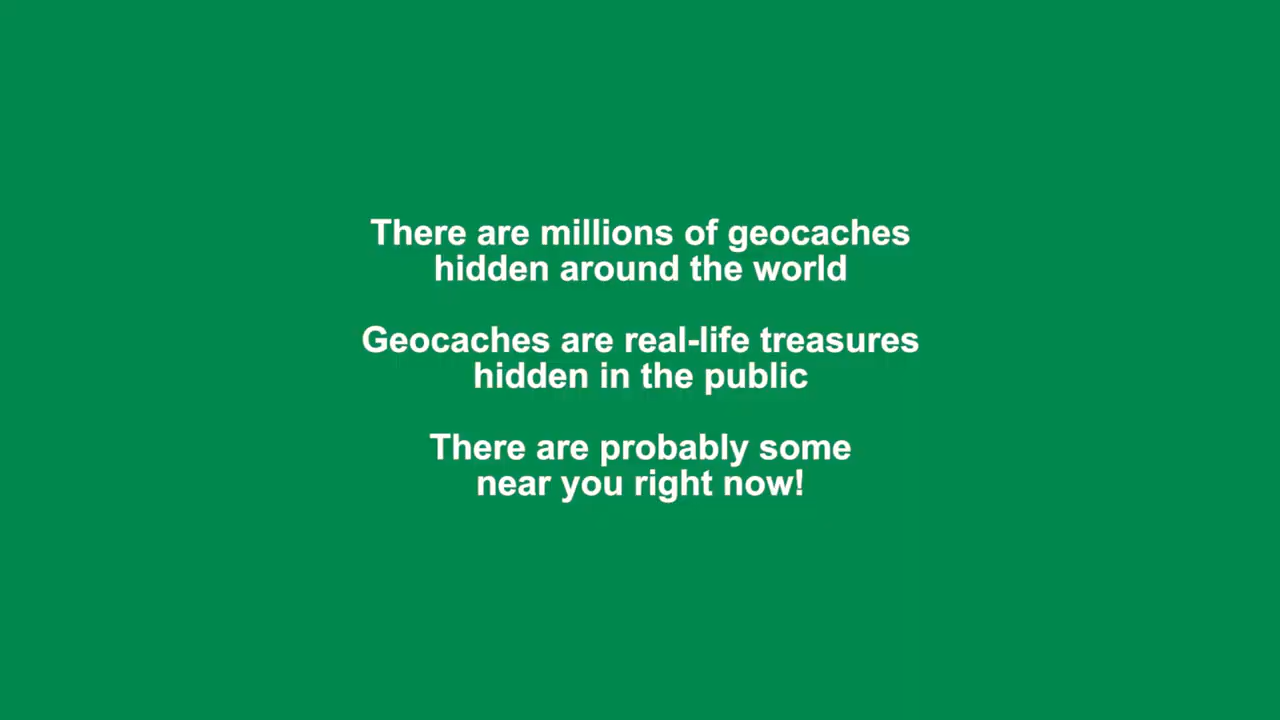 There are millions of geocaches
hidden around the world
Geocaches are real-life treasures
hidden in the public
There are probably some
near you right now!